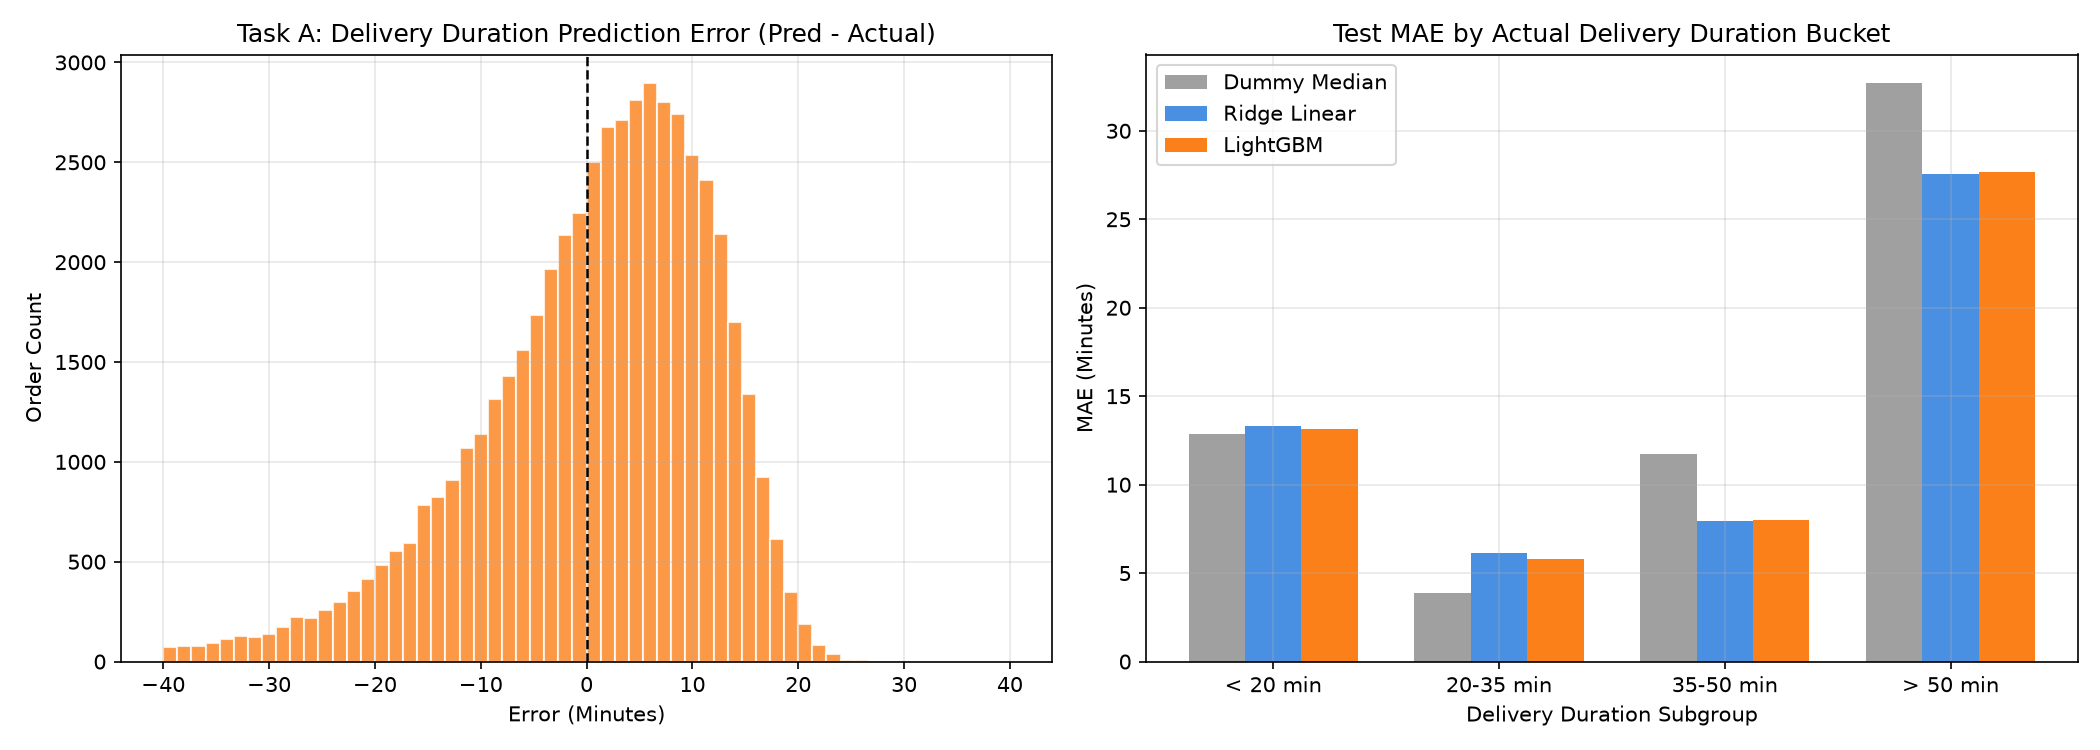 Task A: Delivery Duration Prediction Error (Pred - Actual)
3000
2500
2000
1500
1000
500
0
Order Count
−40 −30 −20 −10 0 10 20 30 40
Error (Minutes)
Test MAE by Actual Delivery Duration Bucket
Dummy Median
Ridge Linear
LightGBM
30
25
20
15
10
5
0
MAE (Minutes)
< 20 min 20-35 min 35-50 min > 50 min
Delivery Duration Subgroup